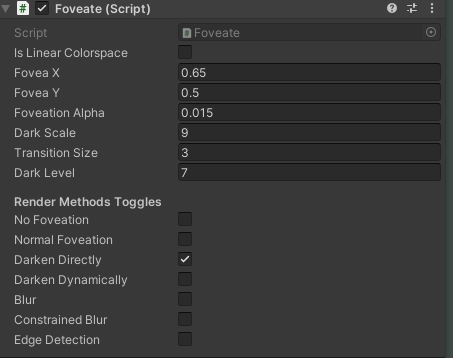 Foveate (Script)
Script Foveate
Is Linear Colorspace
Fovea X 0.65
Fovea Y 0.5
Foveation Alpha 0.015
Dark Scale 9
Transition Size 3
Dark Level 7
Render Methods Toggles
No Foveation
Normal Foveation
Darken Directly
Darken Dynamically
Blur
Constrained Blur
Edge Detection